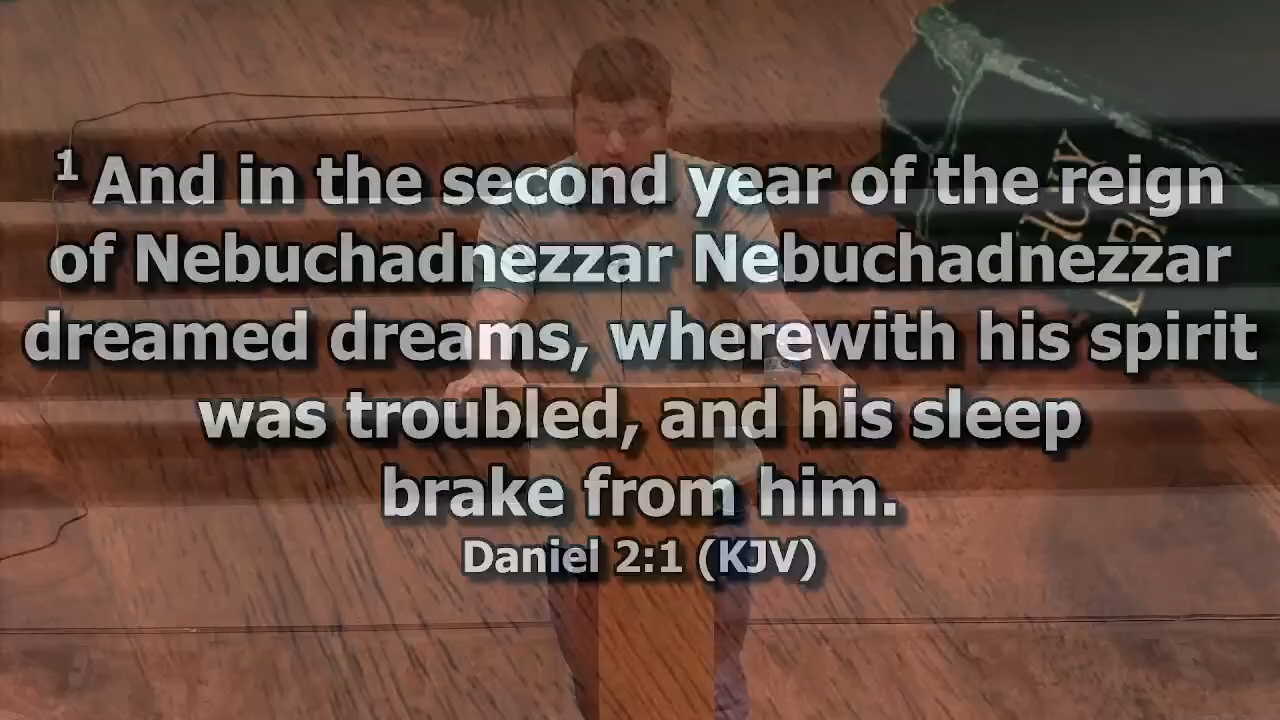 1 And in the second year of the reign
of Nebuchadnezzar Nebuchadnezzar
dreamed dreams, wherewith his spirit
was troubled, and his sleep
brake from him.
Daniel 2:1 (KJV)
HOLY